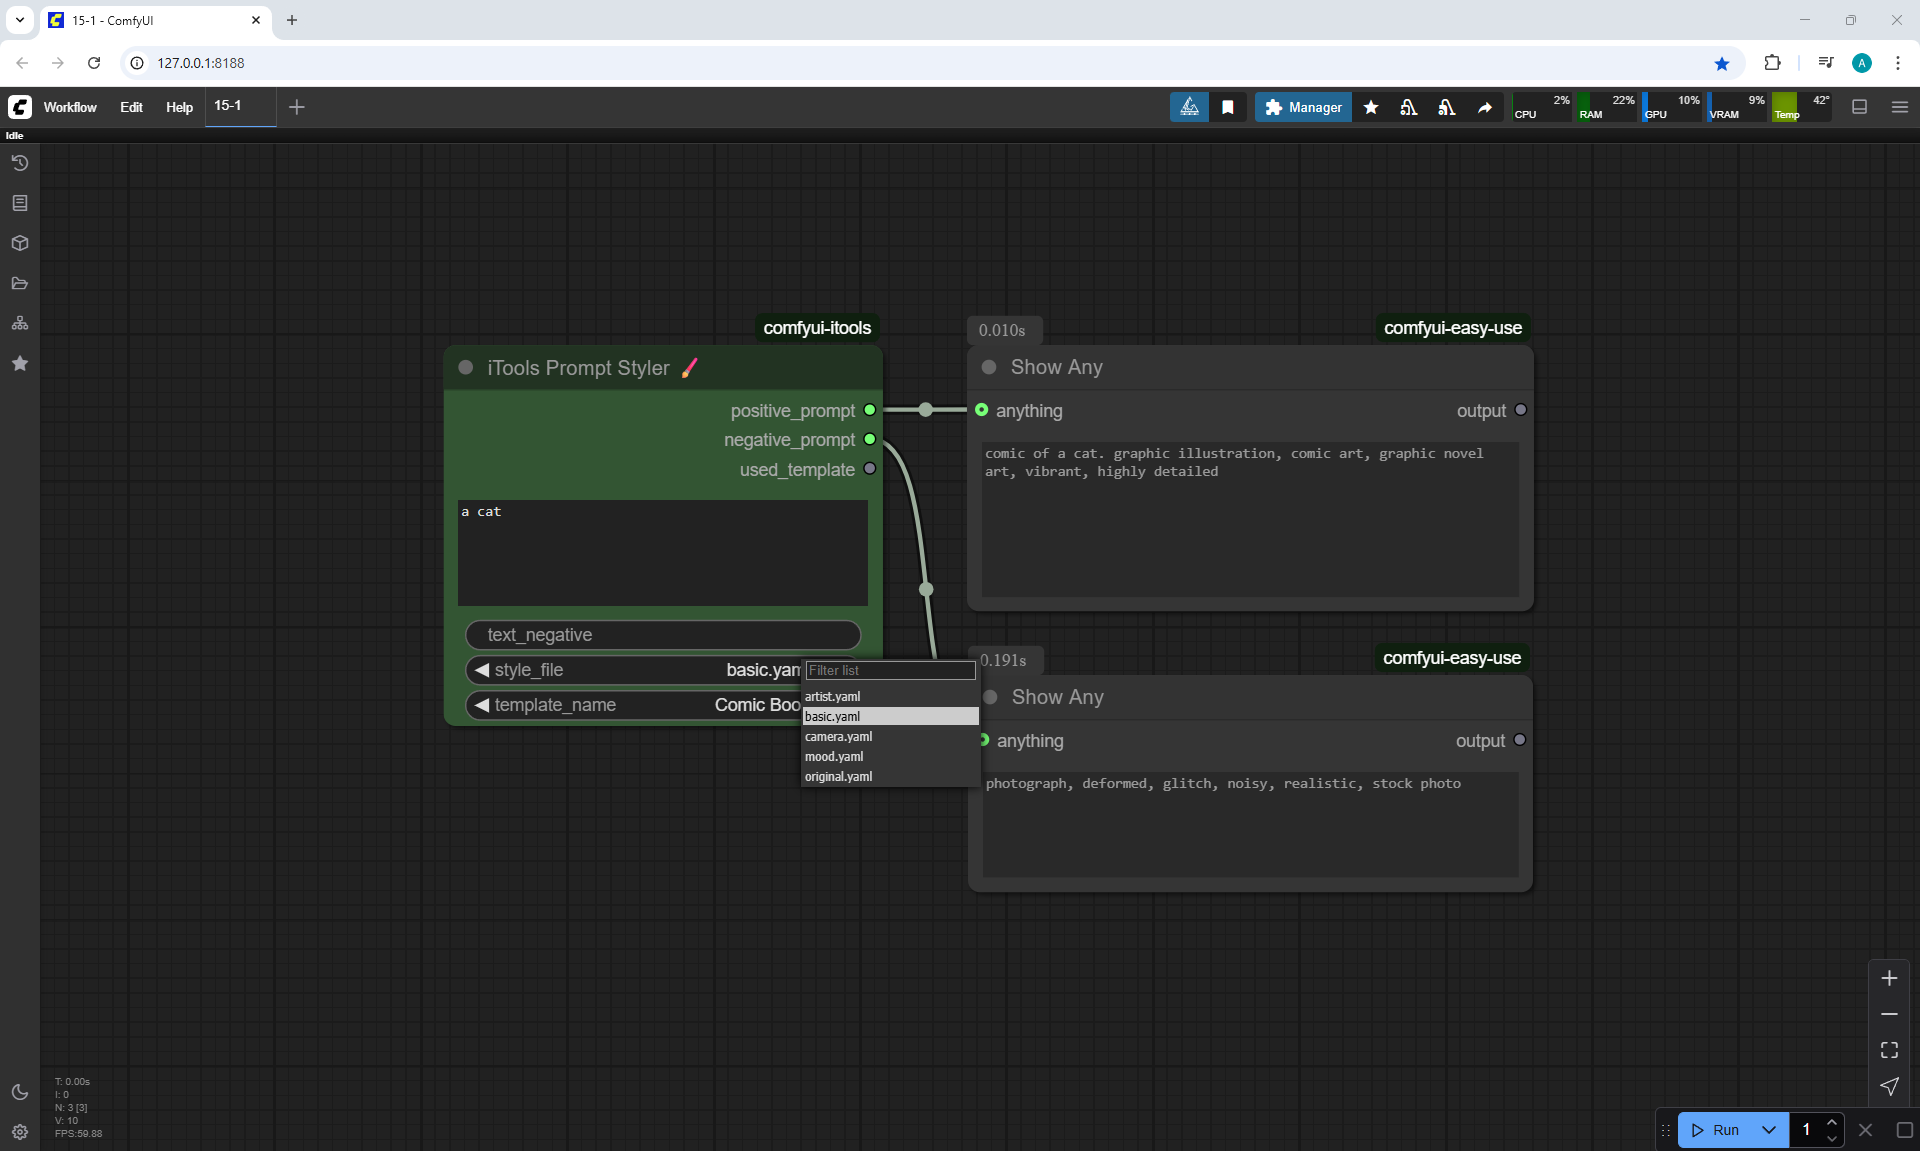 15-1 - ComfyUI
127.0.0.1:8188
A
Workflow
Edit
Help
15-1
Manager
2%
CPU
22%
RAM
10%
GPU
9%
VRAM
42°
Temp
Idle
comfyui-itools
iTools Prompt Styler
positive_prompt
negative_prompt
used_template
a cat
text_negative
style_file
basic.yam
template_name
Comic Boo
Filter list
artist.yaml
basic.yaml
camera.yaml
mood.yaml
original.yaml
0.010s
comfyui-easy-use
Show Any
anything
output
comic of a cat. graphic illustration, comic art, graphic novel
art, vibrant, highly detailed
0.191s
comfyui-easy-use
Show Any
anything
output
photograph, deformed, glitch, noisy, realistic, stock photo
T: 0.00s
I: 0
N: 3 [3]
V: 10
FPS:59.88
Run
1